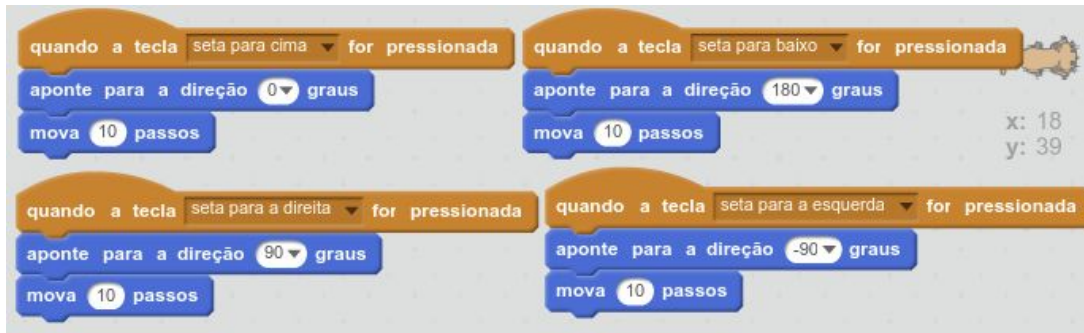 quando a tecla seta para cima for pressionada
aponte para a direção 0 graus
mova 10 passos
quando a tecla seta para baixo for pressionada
aponte para a direção 180 graus
mova 10 passos
x: 18
y: 39
quando a tecla seta para a direita for pressionada
aponte para a direção 90 graus
mova 10 passos
quando a tecla seta para a esquerda for pressionada
aponte para a direção -90 graus
mova 10 passos